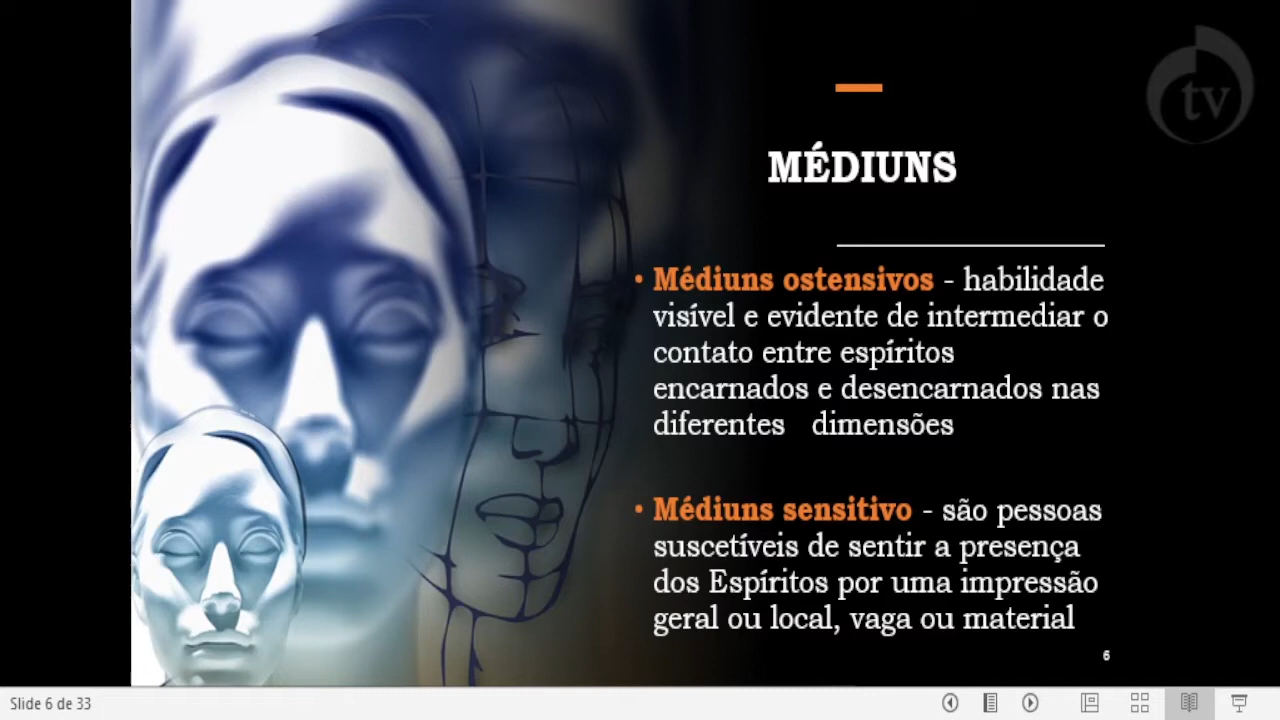 tv
MÉDIUNS
• Médiuns ostensivos - habilidade
visível e evidente de intermediar o
contato entre espíritos
encarnados e desencarnados nas
diferentes dimensões
• Médiuns sensitivo - são pessoas
suscetíveis de sentir a presença
dos Espíritos por uma impressão
geral ou local, vaga ou material
6
Slide 6 de 33